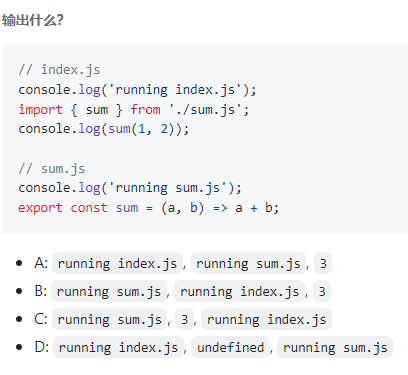 输出什么？
// index.js
console.log('running index.js');
import { sum } from './sum.js';
console.log(sum(1, 2));
// sum.js
console.log('running sum.js');
export const sum = (a, b) => a + b;
• A: running index.js, running sum.js, 3
• B: running sum.js, running index.js, 3
• C: running sum.js, 3, running index.js
• D: running index.js, undefined, running sum.js